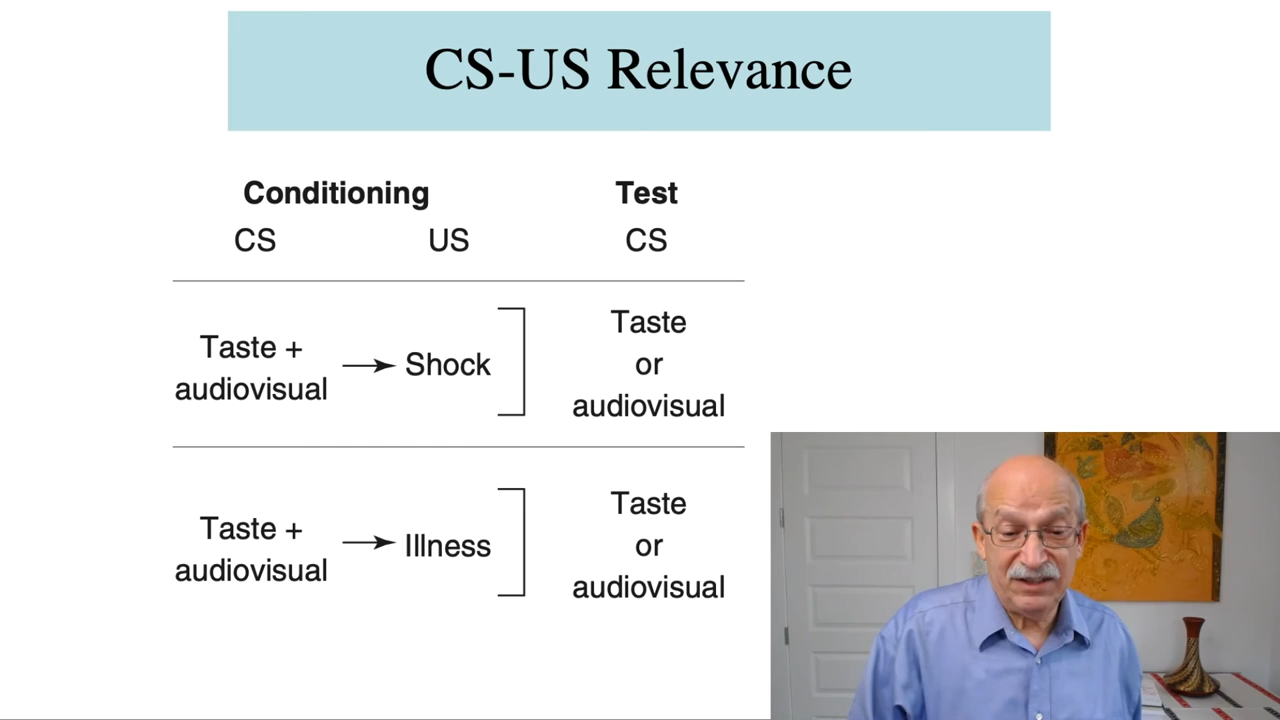 CS-US Relevance
Conditioning Test
CS US CS
Taste +
audiovisual
Shock
Taste
or
audiovisual
Taste +
audiovisual
Illness
Taste
or
audiovisual